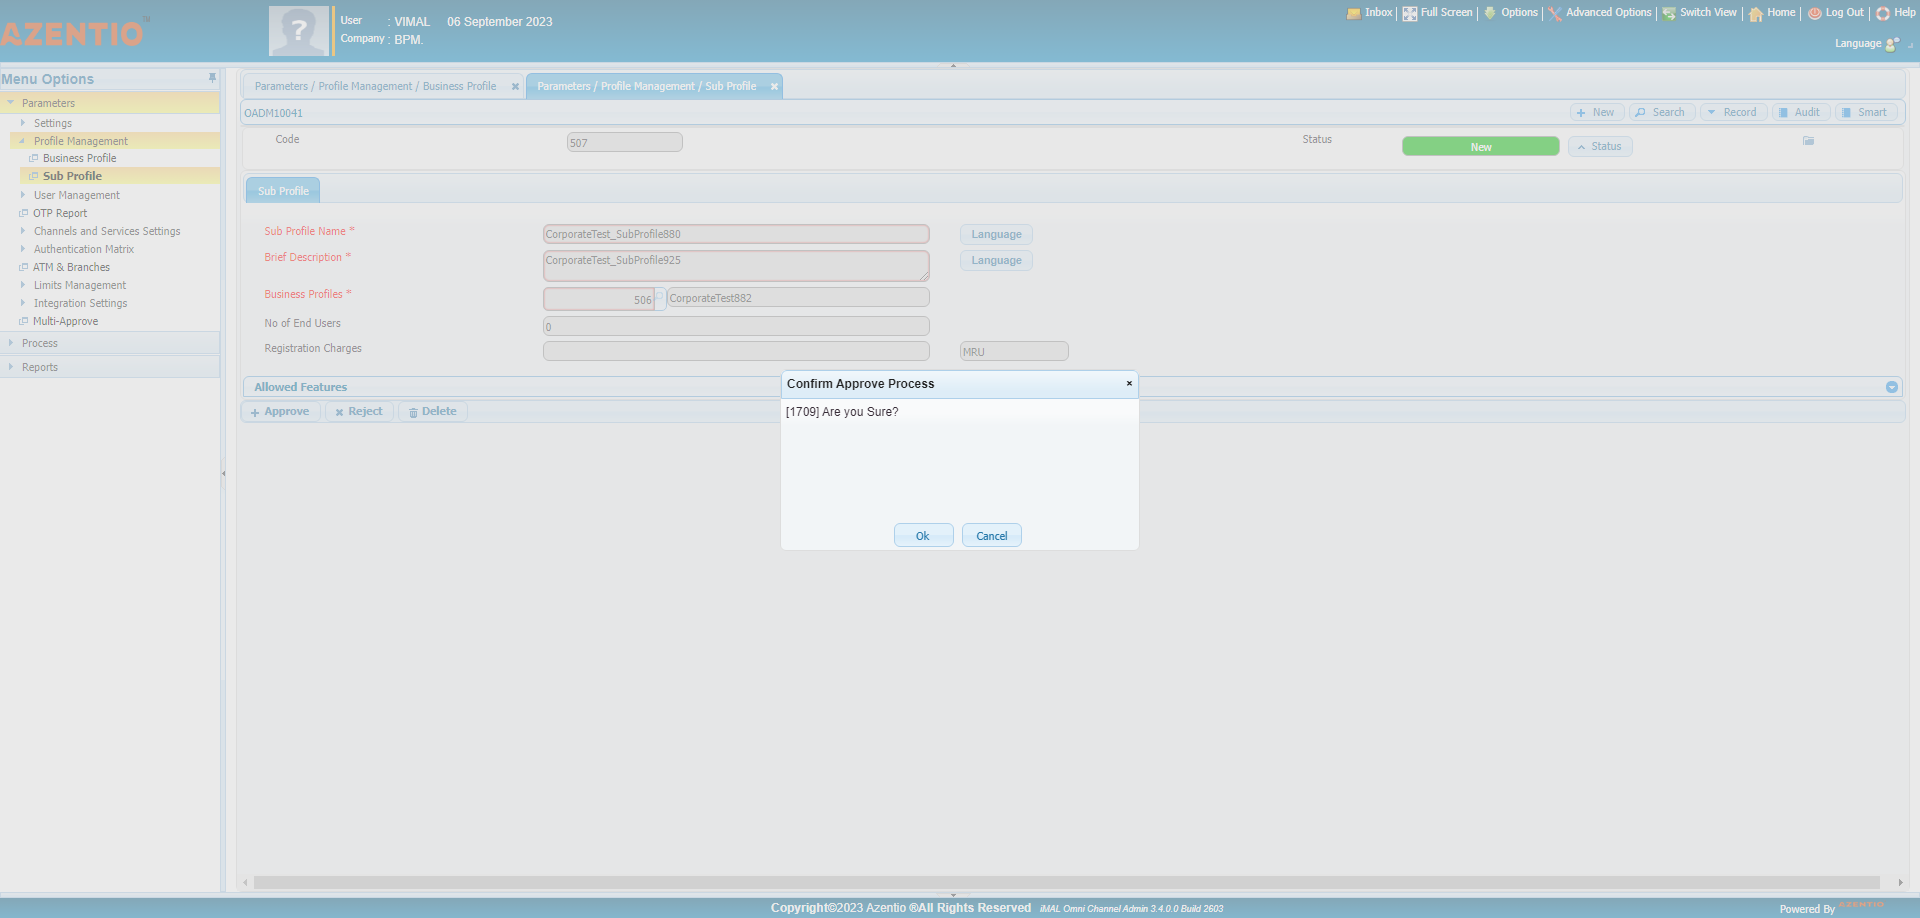 AZENTIO™
User : VIMAL 06 September 2023
Company : BPM.
Inbox Full Screen Options Advanced Options Switch View Home Log Out Help
Language
Menu Options
Parameters
Settings
Profile Management
Business Profile
Sub Profile
User Management
OTP Report
Channels and Services Settings
Authentication Matrix
ATM & Branches
Limits Management
Integration Settings
Multi-Approve
Process
Reports
Parameters / Profile Management / Business Profile
Parameters / Profile Management / Sub Profile
OADM10041
New Search Record Audit Smart
Code 507 Status New Status
Sub Profile
Sub Profile Name * CorporateTest_SubProfile880 Language
Brief Description * CorporateTest_SubProfile925 Language
Business Profiles * 506 CorporateTest882
No of End Users 0
Registration Charges MRU
Allowed Features
Approve Reject Delete
Confirm Approve Process
[1709] Are you Sure?
Ok Cancel
Copyright©2023 Azentio ®All Rights Reserved iMAL Omni Channel Admin 3.4.0.0 Build 2603
Powered By AZENTIO